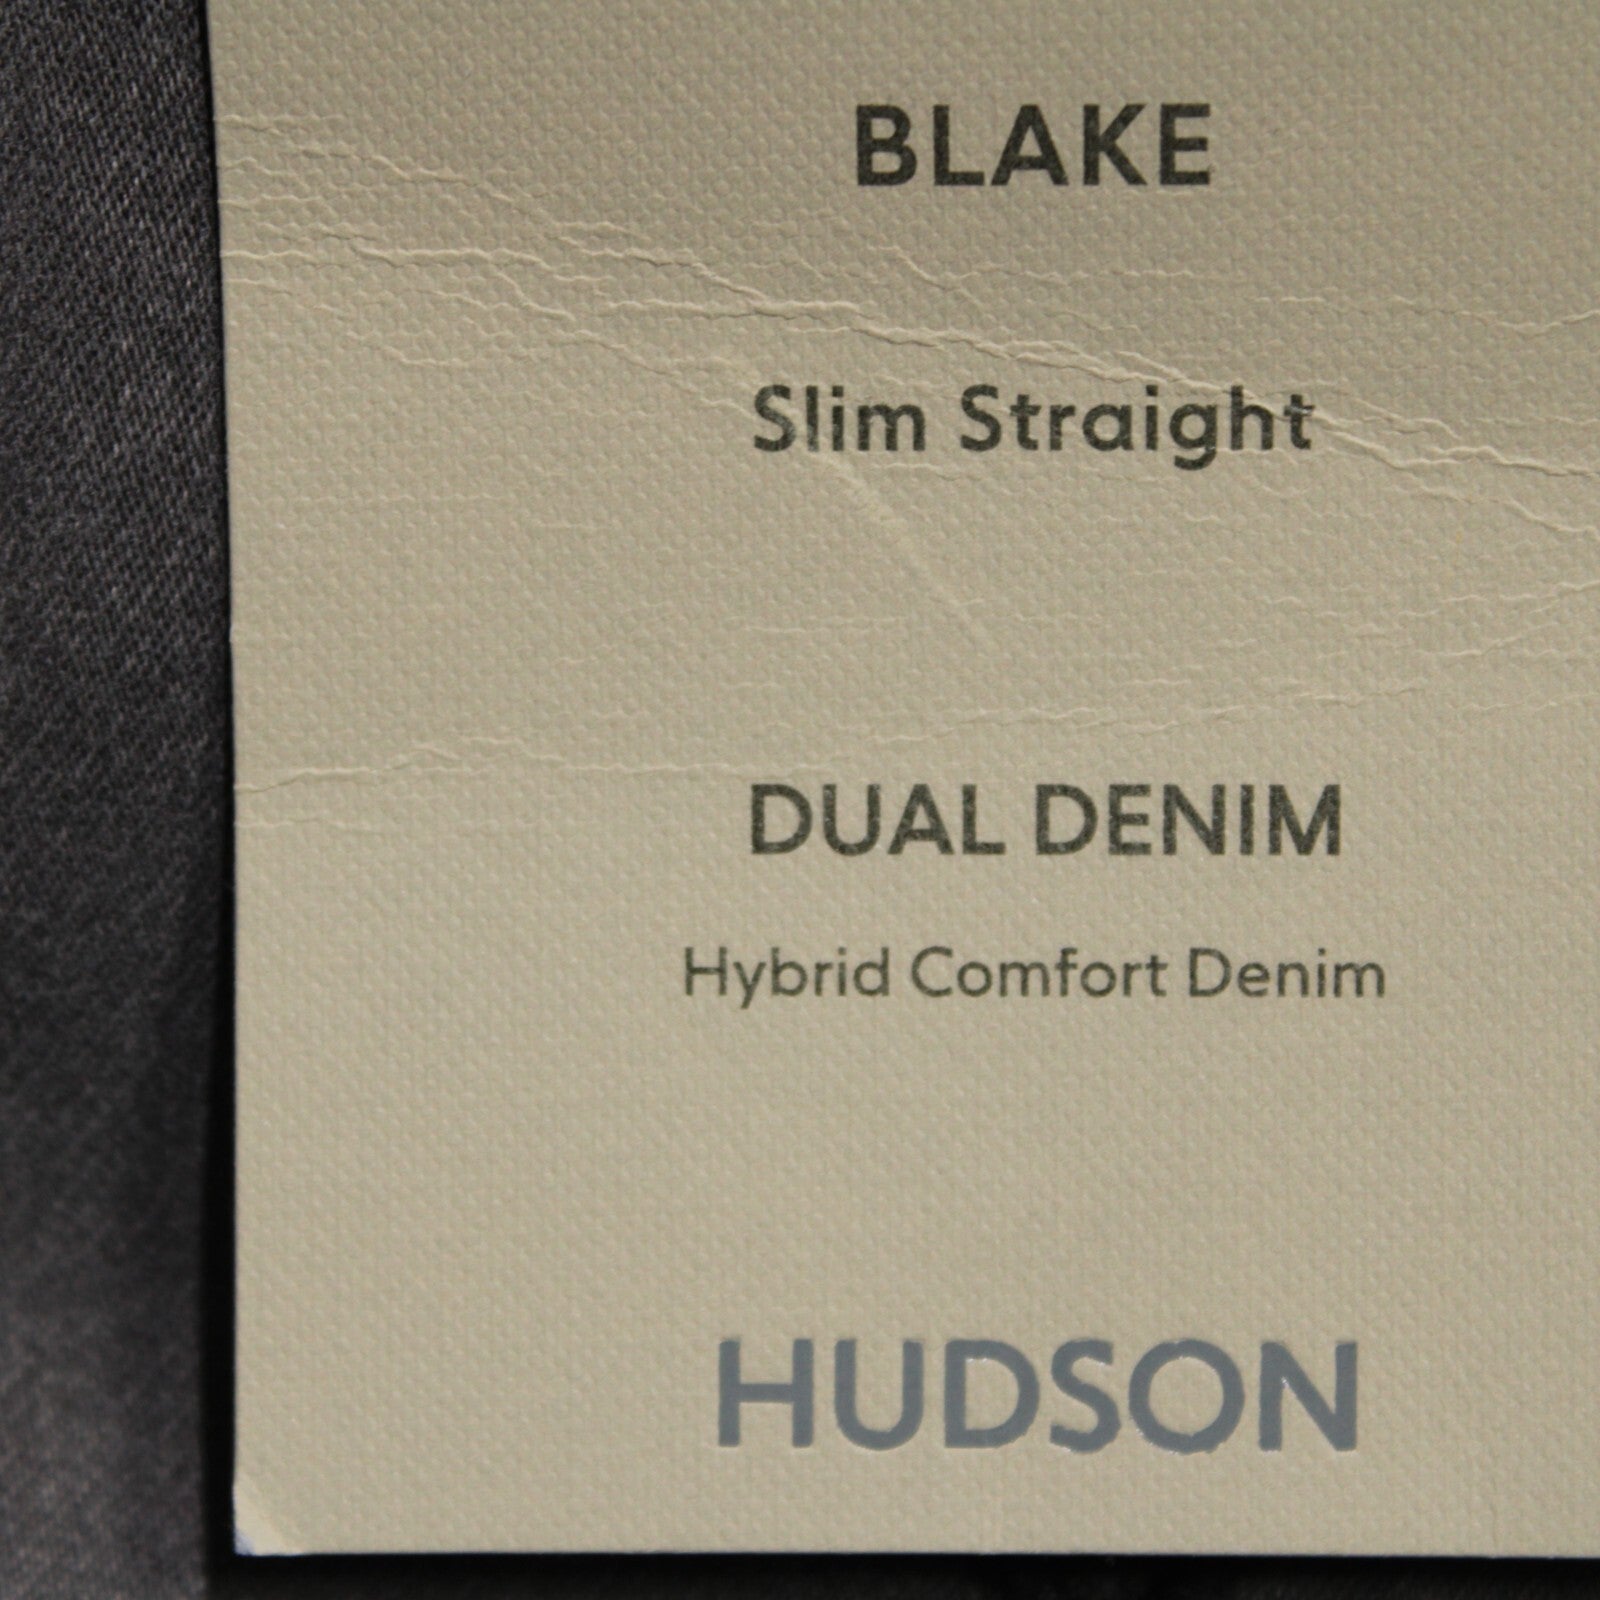 BLAKE
Slim Straight
DUAL DENIM
Hybrid Comfort Denim
HUDSON